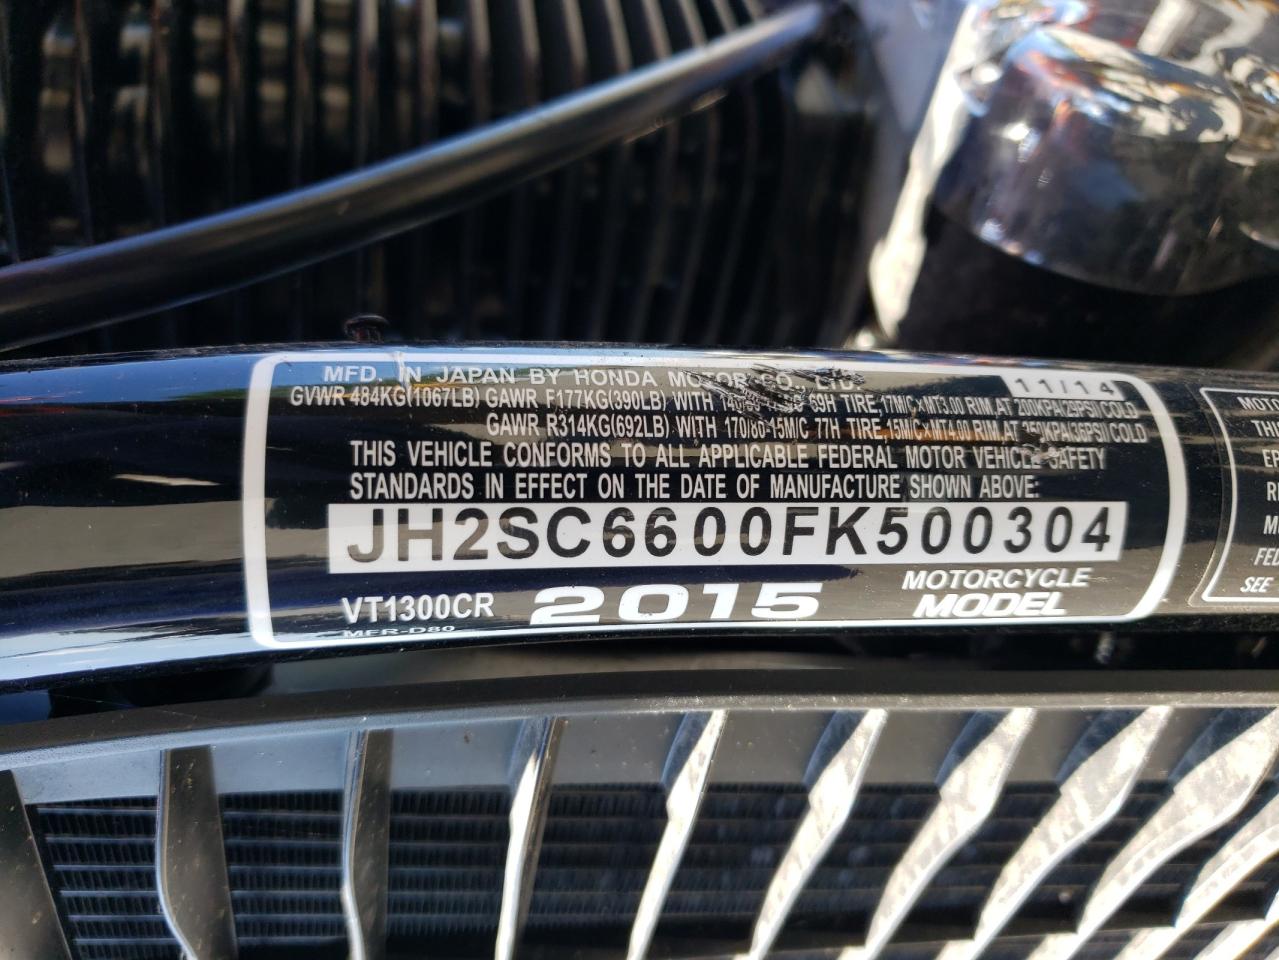 MFD. IN JAPAN BY HONDA MOTOR CO., LTD. 11/14
GVWR 484KG(1067LB) GAWR F177KG(390LB) WITH 69H TIRE, 17M/C×MT3.00 RIM, AT 200KPA(29PSI)COLD
GAWR R314KG(692LB) WITH 170/80-15M/C 77H TIRE, 15M/C×MT4.00 RIM, AT 250KPA(36PSI)COLD
THIS VEHICLE CONFORMS TO ALL APPLICABLE FEDERAL MOTOR VEHICLE SAFETY
STANDARDS IN EFFECT ON THE DATE OF MANUFACTURE SHOWN ABOVE:
JH2SC6600FK500304
VT1300CR 2015 MOTORCYCLE
MODEL
MFR-D80
SEE